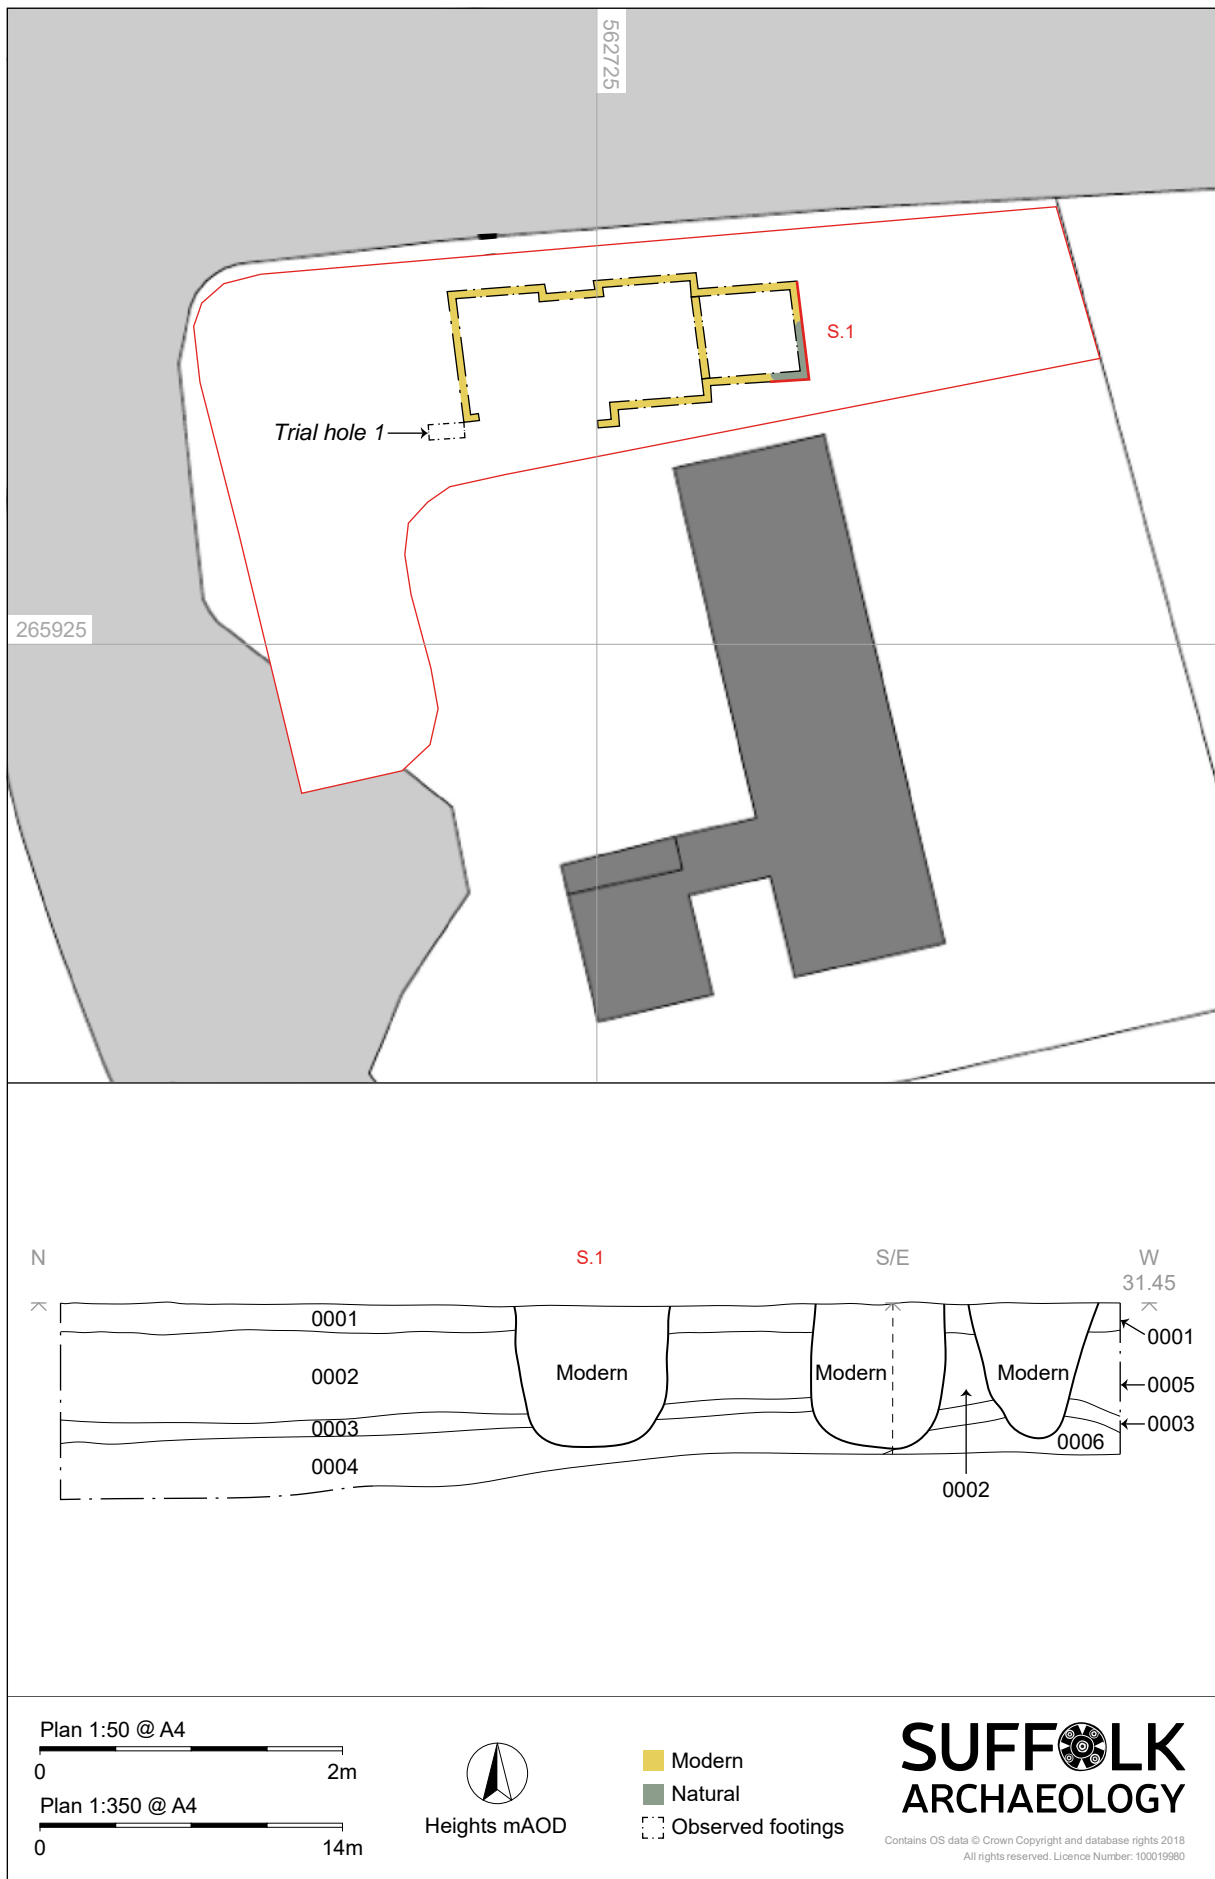 562725
S.1
Trial hole 1
265925
N
S.1
S/E
W
31.45
0001
0001
0002
Modern
Modern
Modern
0005
0003
0003
0006
0004
0002
Plan 1:50 @ A4
0 2m
Plan 1:350 @ A4
0 14m
Heights mAOD
Modern
Natural
Observed footings
SUFFOLK
ARCHAEOLOGY
Contains OS data © Crown Copyright and database rights 2018
All rights reserved. Licence Number: 100019980